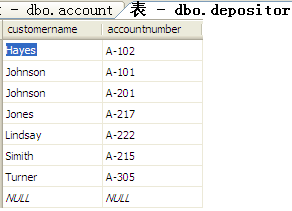 - dbo.account 表 - dbo.depositor
customername accountnumber
Hayes A-102
Johnson A-101
Johnson A-201
Jones A-217
Lindsay A-222
Simith A-215
Turner A-305
NULL NULL